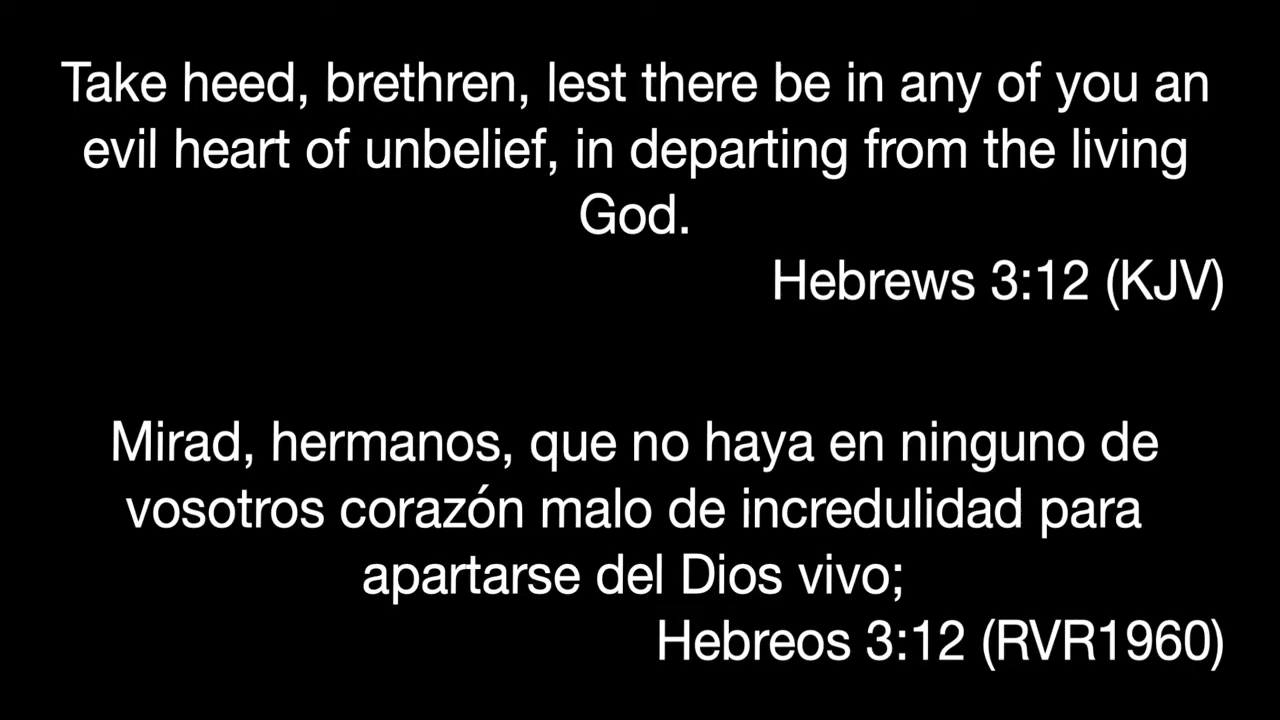 Take heed, brethren, lest there be in any of you an
evil heart of unbelief, in departing from the living
God.
Hebrews 3:12 (KJV)
Mirad, hermanos, que no haya en ninguno de
vosotros corazón malo de incredulidad para
apartarse del Dios vivo;
Hebreos 3:12 (RVR1960)